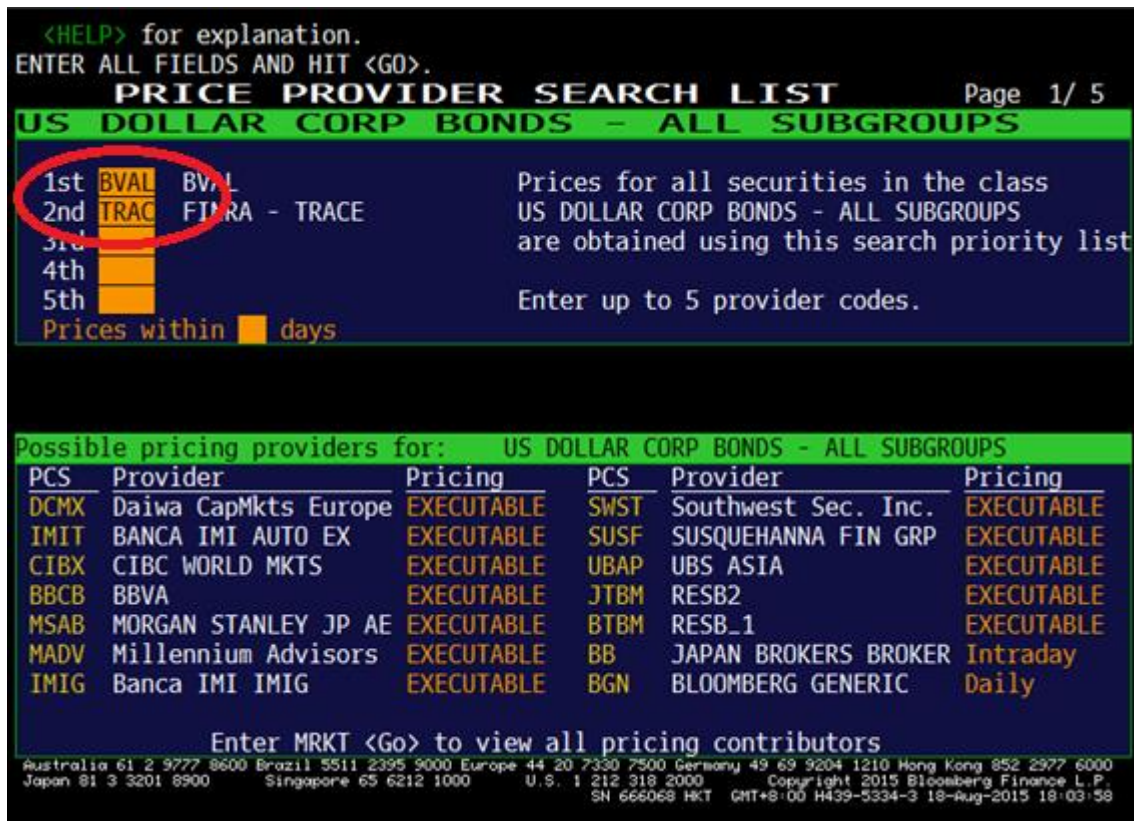 <HELP> for explanation.
ENTER ALL FIELDS AND HIT <GO>.
PRICE PROVIDER SEARCH LIST Page 1/ 5
US DOLLAR CORP BONDS - ALL SUBGROUPS
1st BVAL BVAL Prices for all securities in the class
2nd TRAC FINRA - TRACE US DOLLAR CORP BONDS - ALL SUBGROUPS
3rd are obtained using this search priority list
4th
5th Enter up to 5 provider codes.
Prices within days
Possible pricing providers for: US DOLLAR CORP BONDS - ALL SUBGROUPS
PCS Provider Pricing PCS Provider Pricing
DCMX Daiwa CapMkts Europe EXECUTABLE SWST Southwest Sec. Inc. EXECUTABLE
IMIT BANCA IMI AUTO EX EXECUTABLE SUSF SUSQUEHANNA FIN GRP EXECUTABLE
CIBX CIBC WORLD MKTS EXECUTABLE UBAP UBS ASIA EXECUTABLE
BBCB BBVA EXECUTABLE JTBM RESB2 EXECUTABLE
MSAB MORGAN STANLEY JP AE EXECUTABLE BTBM RESB_1 EXECUTABLE
MADV Millennium Advisors EXECUTABLE BB JAPAN BROKERS BROKER Intraday
IMIG Banca IMI IMIG EXECUTABLE BGN BLOOMBERG GENERIC Daily
Enter MRKT <Go> to view all pricing contributors
Australia 61 2 9777 8600 Brazil 5511 2395 9000 Europe 44 20 7330 7500 Germany 49 69 9204 1210 Hong Kong 852 2977 6000
Japan 81 3 3201 8900 Singapore 65 6212 1000 U.S. 1 212 318 2000 Copyright 2015 Bloomberg Finance L.P.
SN 666068 HKT GMT+8:00 H439-5334-3 18-Aug-2015 18:03:58